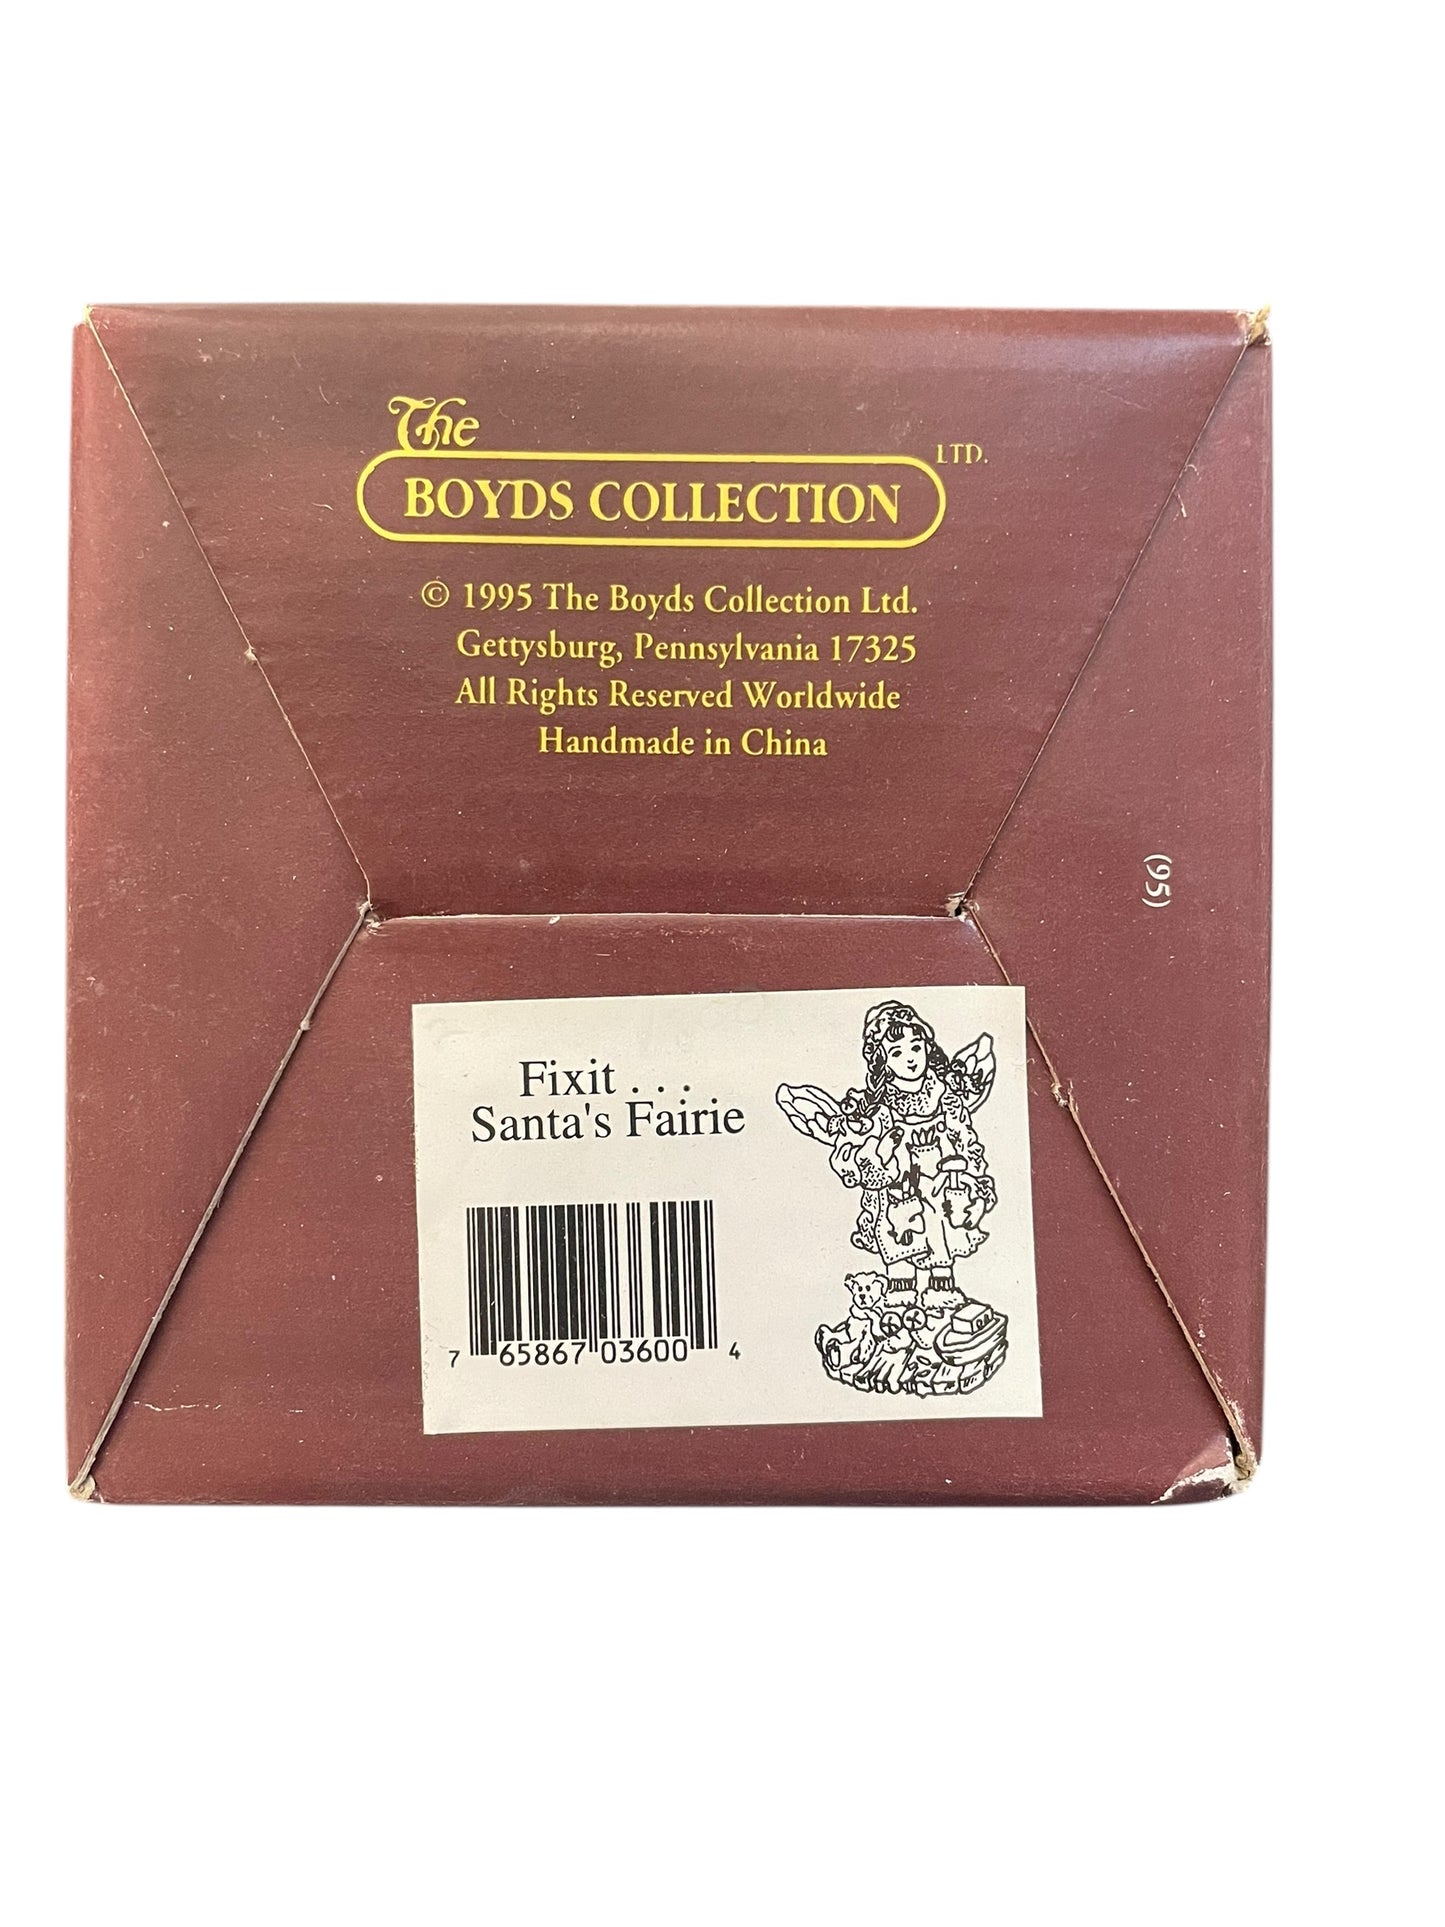 The
BOYDS COLLECTION LTD.
© 1995 The Boyds Collection Ltd.
Gettysburg, Pennsylvania 17325
All Rights Reserved Worldwide
Handmade in China
(95)
Fixit . . .
Santa's Fairie
7 65867 03600 4